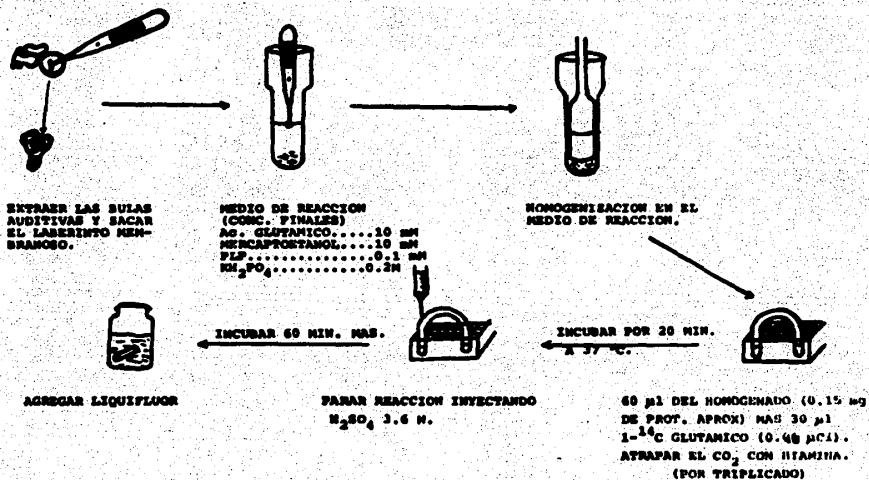 EXTRAER LAS BULAS
AUDITIVAS Y SACAR
EL LABERINTO MEM-
BRANOSO.
MEDIO DE REACCION
(CONC. FINALES)
Ac. GLUTAMICO.....10 mM
MERCAPTOETANOL....10 mM
PLP..............0.1 mM
KH2PO4...........0.2M
HOMOGENISACION EN EL
MEDIO DE REACCION.
INCUBAR POR 20 MIN.
A 37 °C.
60 µl DEL HOMOGENADO (0.15 mg
DE PROT. APROX) MAS 30 µl
1-14C GLUTAMICO (0.48 µCi).
ATRAPAR EL CO2 CON HIAMINA.
(POR TRIPLICADO)
PARAR REACCION INYECTANDO
H2SO4 3.6 N.
INCUBAR 60 MIN. MAS.
AGREGAR LIQUIFLUOR